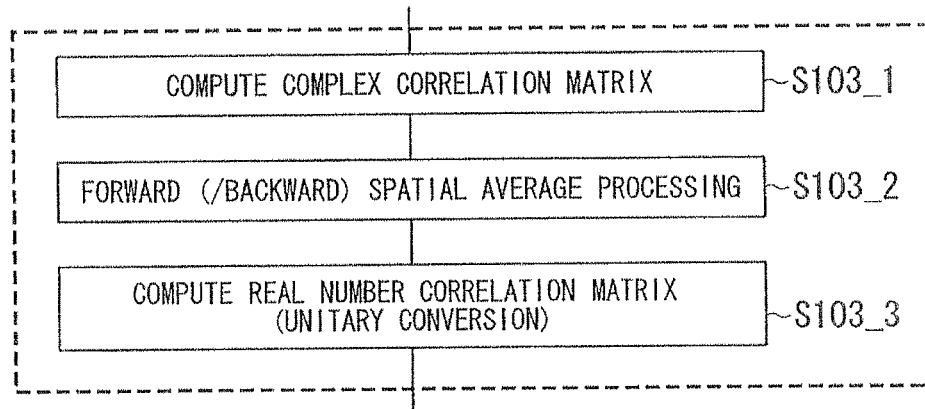 COMPUTE COMPLEX CORRELATION MATRIX
S103_1
FORWARD (/BACKWARD) SPATIAL AVERAGE PROCESSING
S103_2
COMPUTE REAL NUMBER CORRELATION MATRIX
(UNITARY CONVERSION)
S103_3